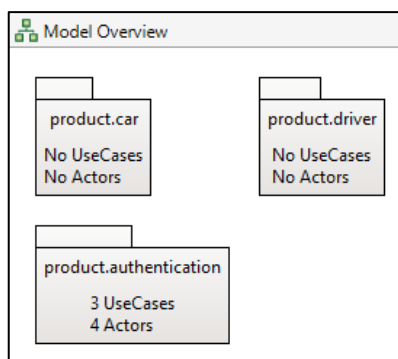 Model Overview
product.car
No UseCases
No Actors
product.driver
No UseCases
No Actors
product.authentication
3 UseCases
4 Actors